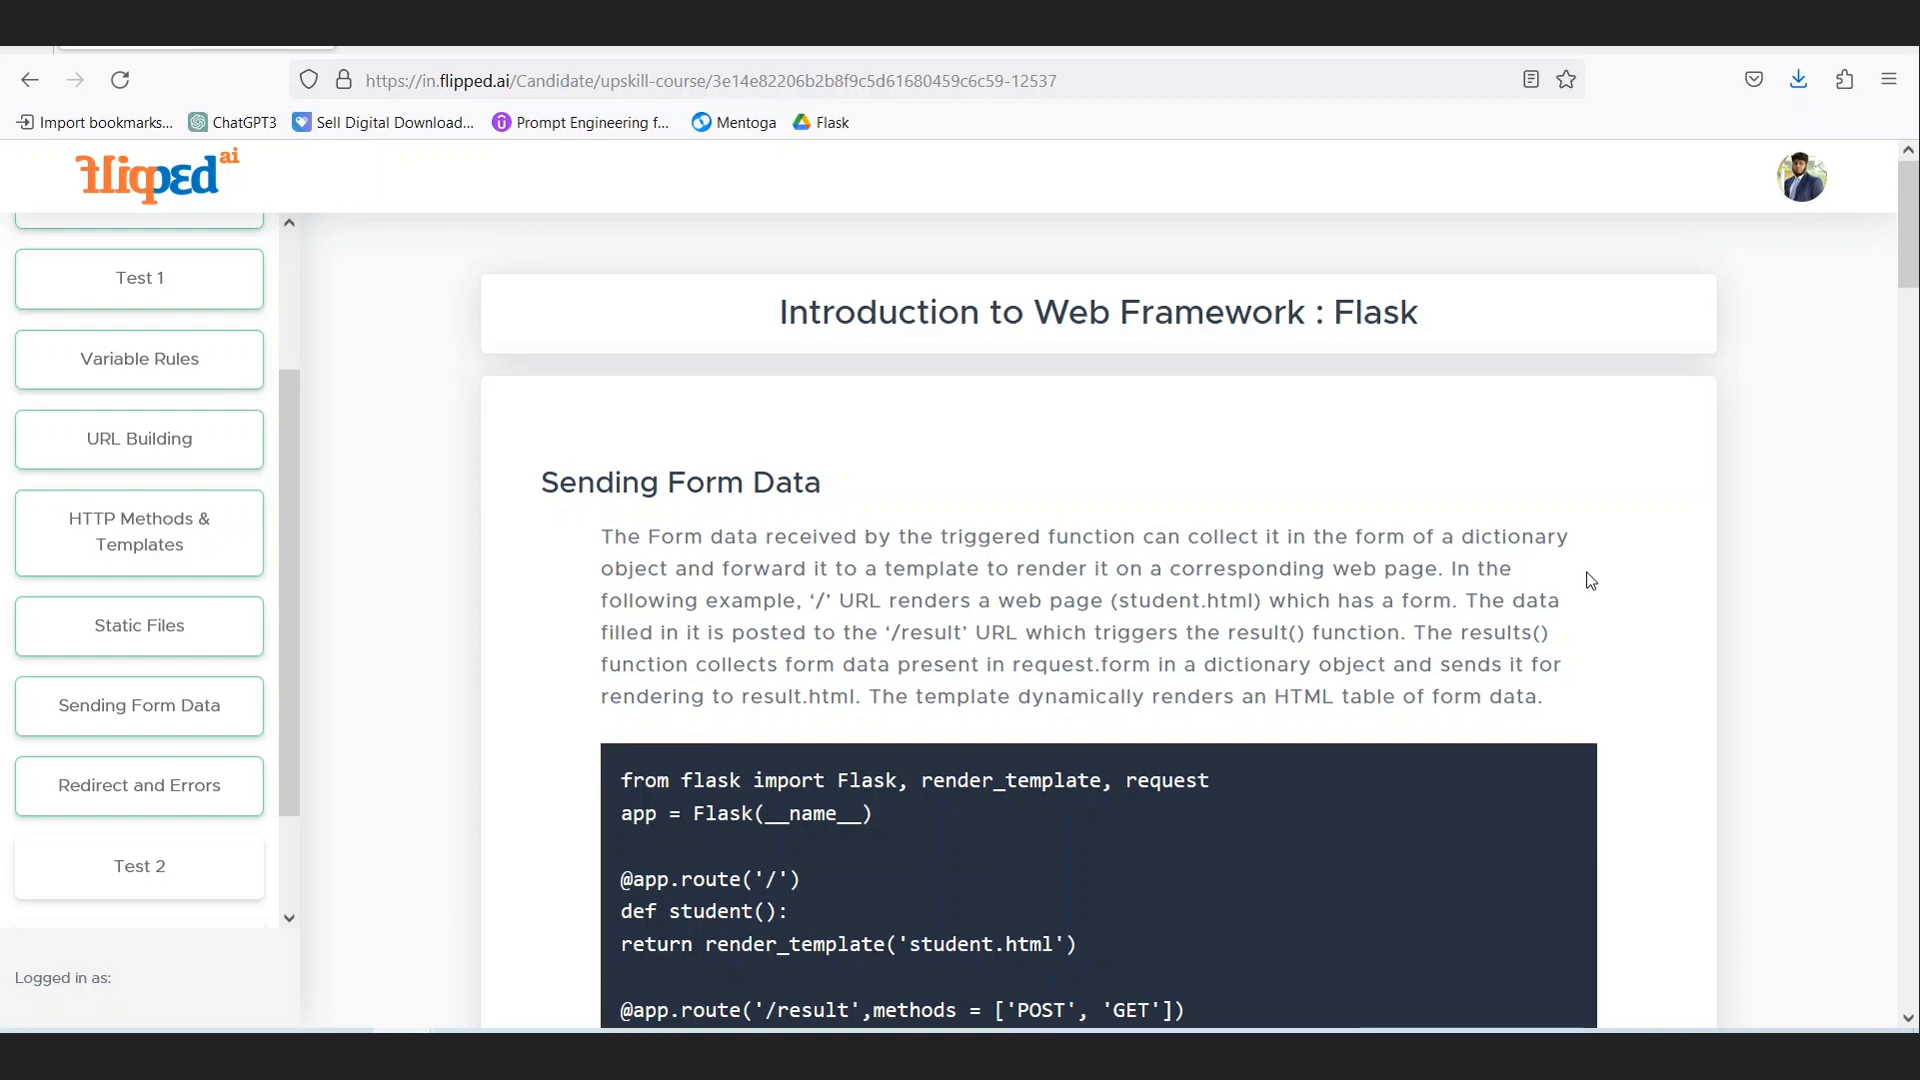 https://in.flipped.ai/Candidate/upskill-course/3e14e82206b2b8f9c5d61680459c6c59-12537
Import bookmarks... ChatGPT3 Sell Digital Download... Prompt Engineering f... Mentoga Flask
flipped ai
Test 1
Variable Rules
URL Building
HTTP Methods &
Templates
Static Files
Sending Form Data
Redirect and Errors
Test 2
Logged in as:
Introduction to Web Framework : Flask
Sending Form Data
The Form data received by the triggered function can collect it in the form of a dictionary
object and forward it to a template to render it on a corresponding web page. In the
following example, ‘/’ URL renders a web page (student.html) which has a form. The data
filled in it is posted to the ‘/result’ URL which triggers the result() function. The results()
function collects form data present in request.form in a dictionary object and sends it for
rendering to result.html. The template dynamically renders an HTML table of form data.
from flask import Flask, render_template, request
app = Flask(__name__)
@app.route('/')
def student():
return render_template('student.html')
@app.route('/result',methods = ['POST', 'GET'])